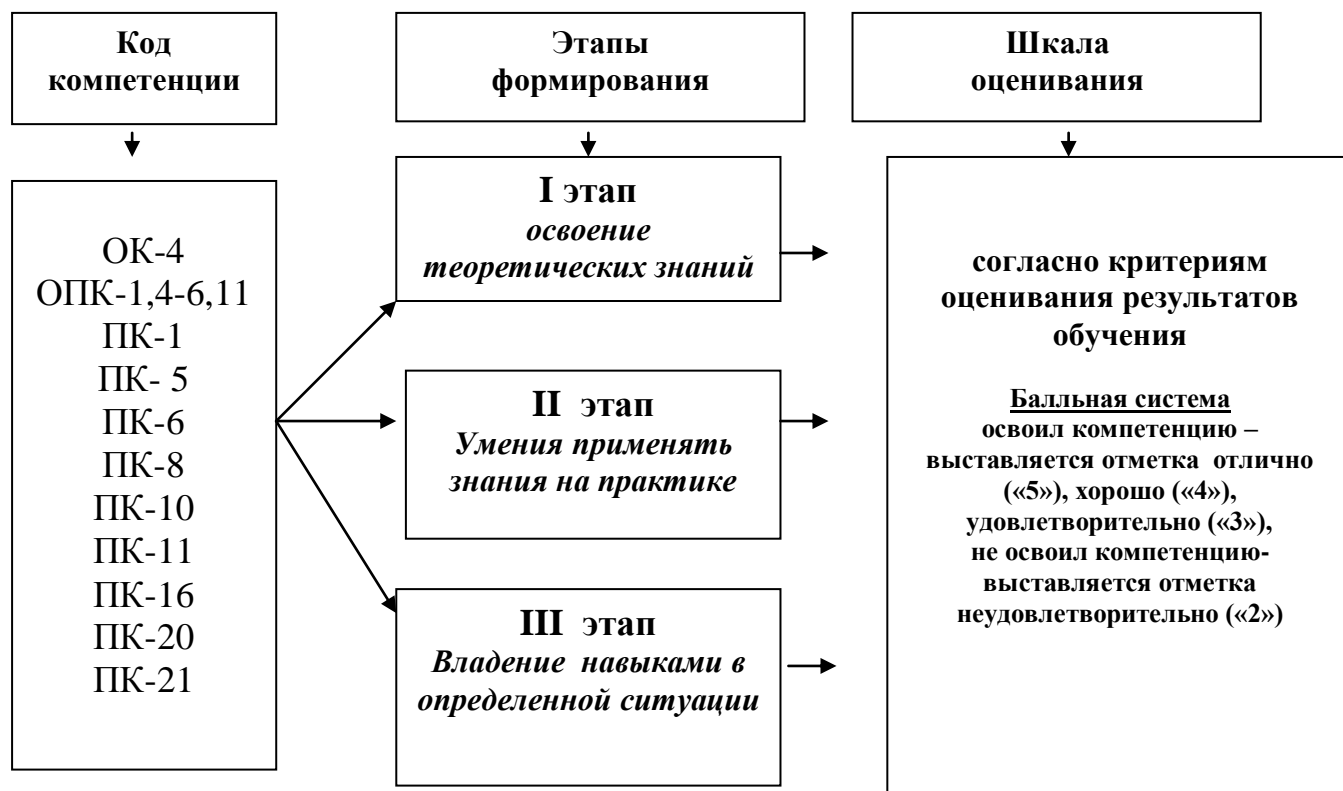 Код
компетенции
Этапы
формирования
Шкала
оценивания
ОК-4
ОПК-1,4-6,11
ПК-1
ПК- 5
ПК-6
ПК-8
ПК-10
ПК-11
ПК-16
ПК-20
ПК-21
I этап
освоение
теоретических знаний
II этап
Умения применять
знания на практике
III этап
Владение навыками в
определенной ситуации
согласно критериям
оценивания результатов
обучения
Балльная система
освоил компетенцию –
выставляется отметка отлично
(«5»), хорошо («4»),
удовлетворительно («3»),
не освоил компетенцию-
выставляется отметка
неудовлетворительно («2»)